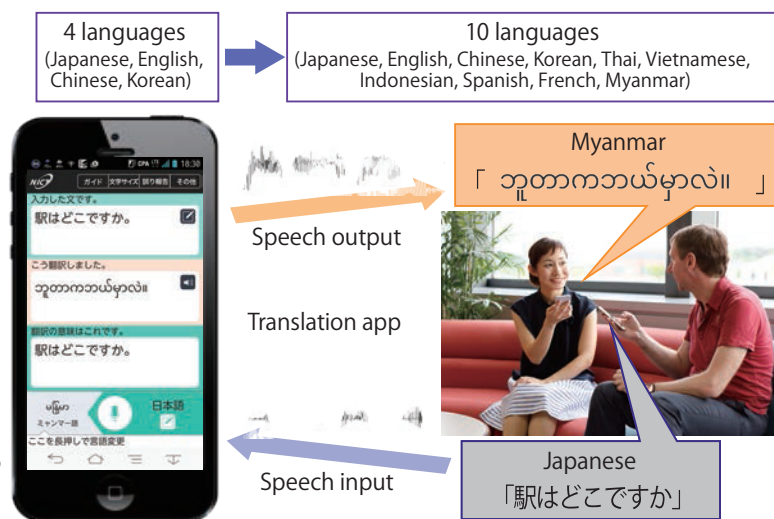 4 languages
(Japanese, English,
Chinese, Korean)
10 languages
(Japanese, English, Chinese, Korean, Thai, Vietnamese,
Indonesian, Spanish, French, Myanmar)
CPA 18:30
NICT ガイド 文字サイズ 誤り報告 その他
入力した文です。
駅はどこですか。
こう翻訳しました。
ဘူတာကဘယ်မှာလဲ။
翻訳の意味はこれです。
駅はどこですか。
မြန်မာ
ミャンマー語
日本語
ここを長押しで言語変更
Speech output
Translation app
Speech input
Myanmar
「 ဘူတာကဘယ်မှာလဲ။ 」
Japanese
「駅はどこですか」